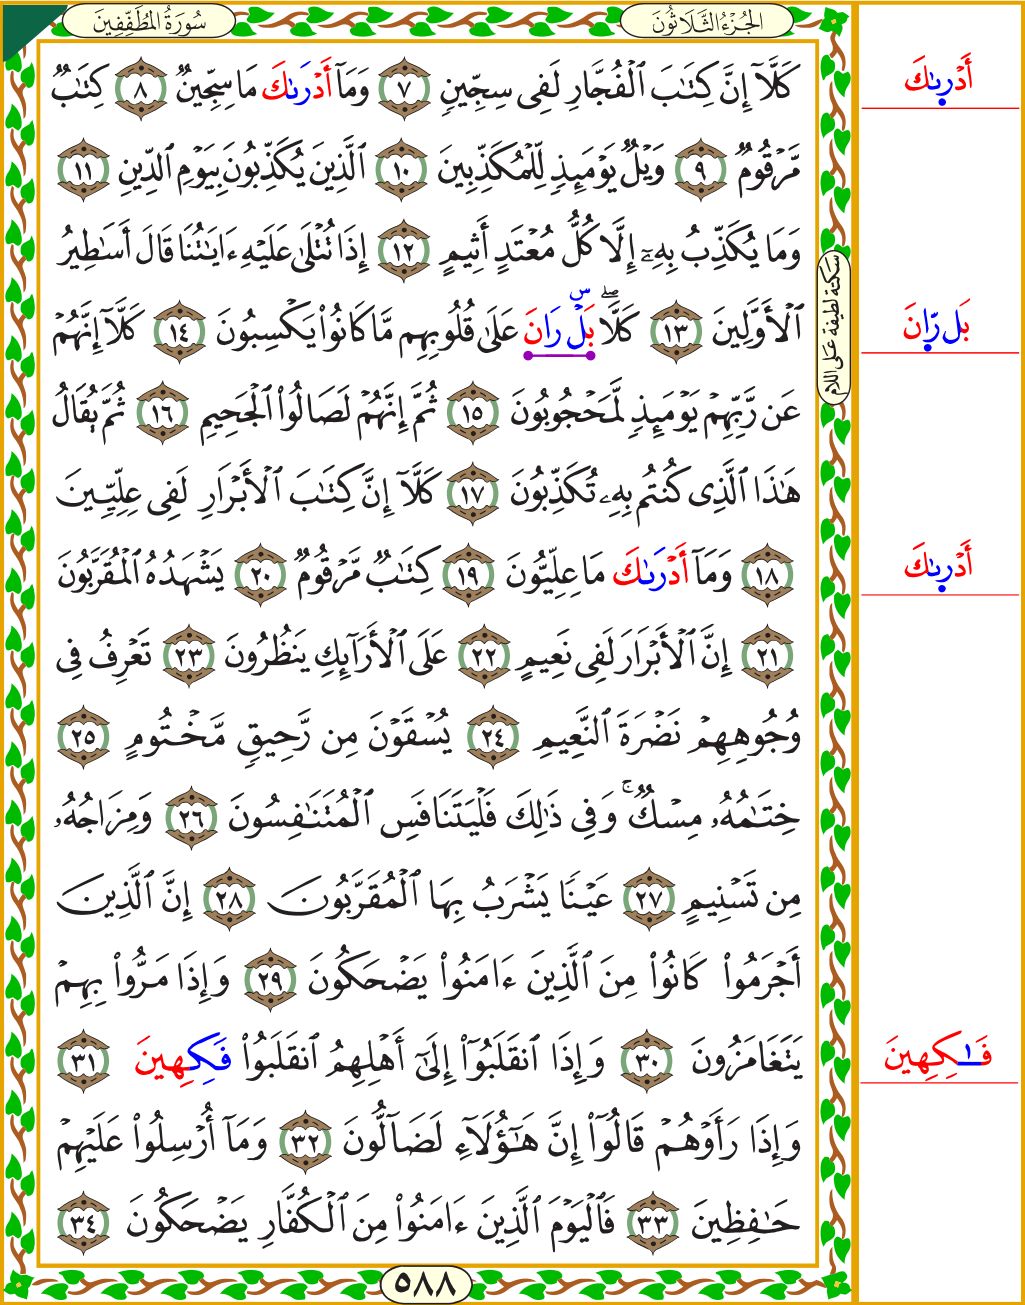 سُورَةُ المُطَفِّفِينَ
الجُزْءُ الثَّلَاثُونَ
كَلَّآ إِنَّ كِتَٰبَ ٱلْفُجَّارِ لَفِى سِجِّينٍ ٧ وَمَآ أَدْرَىٰكَ مَا سِجِّينٌ ٨ كِتَٰبٌ
مَّرْقُومٌ ٩ وَيْلٌ يَوْمَئِذٍ لِّلْمُكَذِّبِينَ ١٠ ٱلَّذِينَ يُكَذِّبُونَ بِيَوْمِ ٱلدِّينِ ١١
وَمَا يُكَذِّبُ بِهِۦٓ إِلَّا كُلُّ مُعْتَدٍ أَثِيمٍ ١٢ إِذَا تُتْلَىٰ عَلَيْهِ ءَايَٰتُنَا قَالَ أَسَٰطِيرُ
ٱلْأَوَّلِينَ ١٣ كَلَّا ۖ بَلْ ۜ رَانَ عَلَىٰ قُلُوبِهِم مَّا كَانُوا۟ يَكْسِبُونَ ١٤ كَلَّآ إِنَّهُمْ
عَن رَّبِّهِمْ يَوْمَئِذٍ لَّمَحْجُوبُونَ ١٥ ثُمَّ إِنَّهُمْ لَصَالُوا۟ ٱلْجَحِيمِ ١٦ ثُمَّ يُقَالُ
هَٰذَا ٱلَّذِى كُنتُم بِهِۦ تُكَذِّبُونَ ١٧ كَلَّآ إِنَّ كِتَٰبَ ٱلْأَبْرَارِ لَفِى عِلِّيِّينَ
١٨ وَمَآ أَدْرَىٰكَ مَا عِلِّيُّونَ ١٩ كِتَٰبٌ مَّرْقُومٌ ٢٠ يَشْهَدُهُ ٱلْمُقَرَّبُونَ
٢١ إِنَّ ٱلْأَبْرَارَ لَفِى نَعِيمٍ ٢٢ عَلَى ٱلْأَرَآئِكِ يَنظُرُونَ ٢٣ تَعْرِفُ فِى
وُجُوهِهِمْ نَضْرَةَ ٱلنَّعِيمِ ٢٤ يُسْقَوْنَ مِن رَّحِيقٍ مَّخْتُومٍ ٢٥
خِتَٰمُهُۥ مِسْكٌ ۚ وَفِى ذَٰلِكَ فَلْيَتَنَافَسِ ٱلْمُتَنَٰفِسُونَ ٢٦ وَمِزَاجُهُۥ
مِن تَسْنِيمٍ ٢٧ عَيْنًا يَشْرَبُ بِهَا ٱلْمُقَرَّبُونَ ٢٨ إِنَّ ٱلَّذِينَ
أَجْرَمُوا۟ كَانُوا۟ مِنَ ٱلَّذِينَ ءَامَنُوا۟ يَضْحَكُونَ ٢٩ وَإِذَا مَرُّوا۟ بِهِمْ
يَتَغَامَزُونَ ٣٠ وَإِذَا ٱنقَلَبُوٓا۟ إِلَىٰٓ أَهْلِهِمُ ٱنقَلَبُوا۟ فَكِهِينَ ٣١
وَإِذَا رَأَوْهُمْ قَالُوٓا۟ إِنَّ هَٰٓؤُلَآءِ لَضَآلُّونَ ٣٢ وَمَآ أُرْسِلُوا۟ عَلَيْهِمْ
حَٰفِظِينَ ٣٣ فَٱلْيَوْمَ ٱلَّذِينَ ءَامَنُوا۟ مِنَ ٱلْكُفَّارِ يَضْحَكُونَ ٣٤
٥٨٨
سكتة لطيفة على اللام
أَدْرِىٰكَ
بَل رِّانَ
أَدْرِىٰكَ
فَٰكِهِينَ